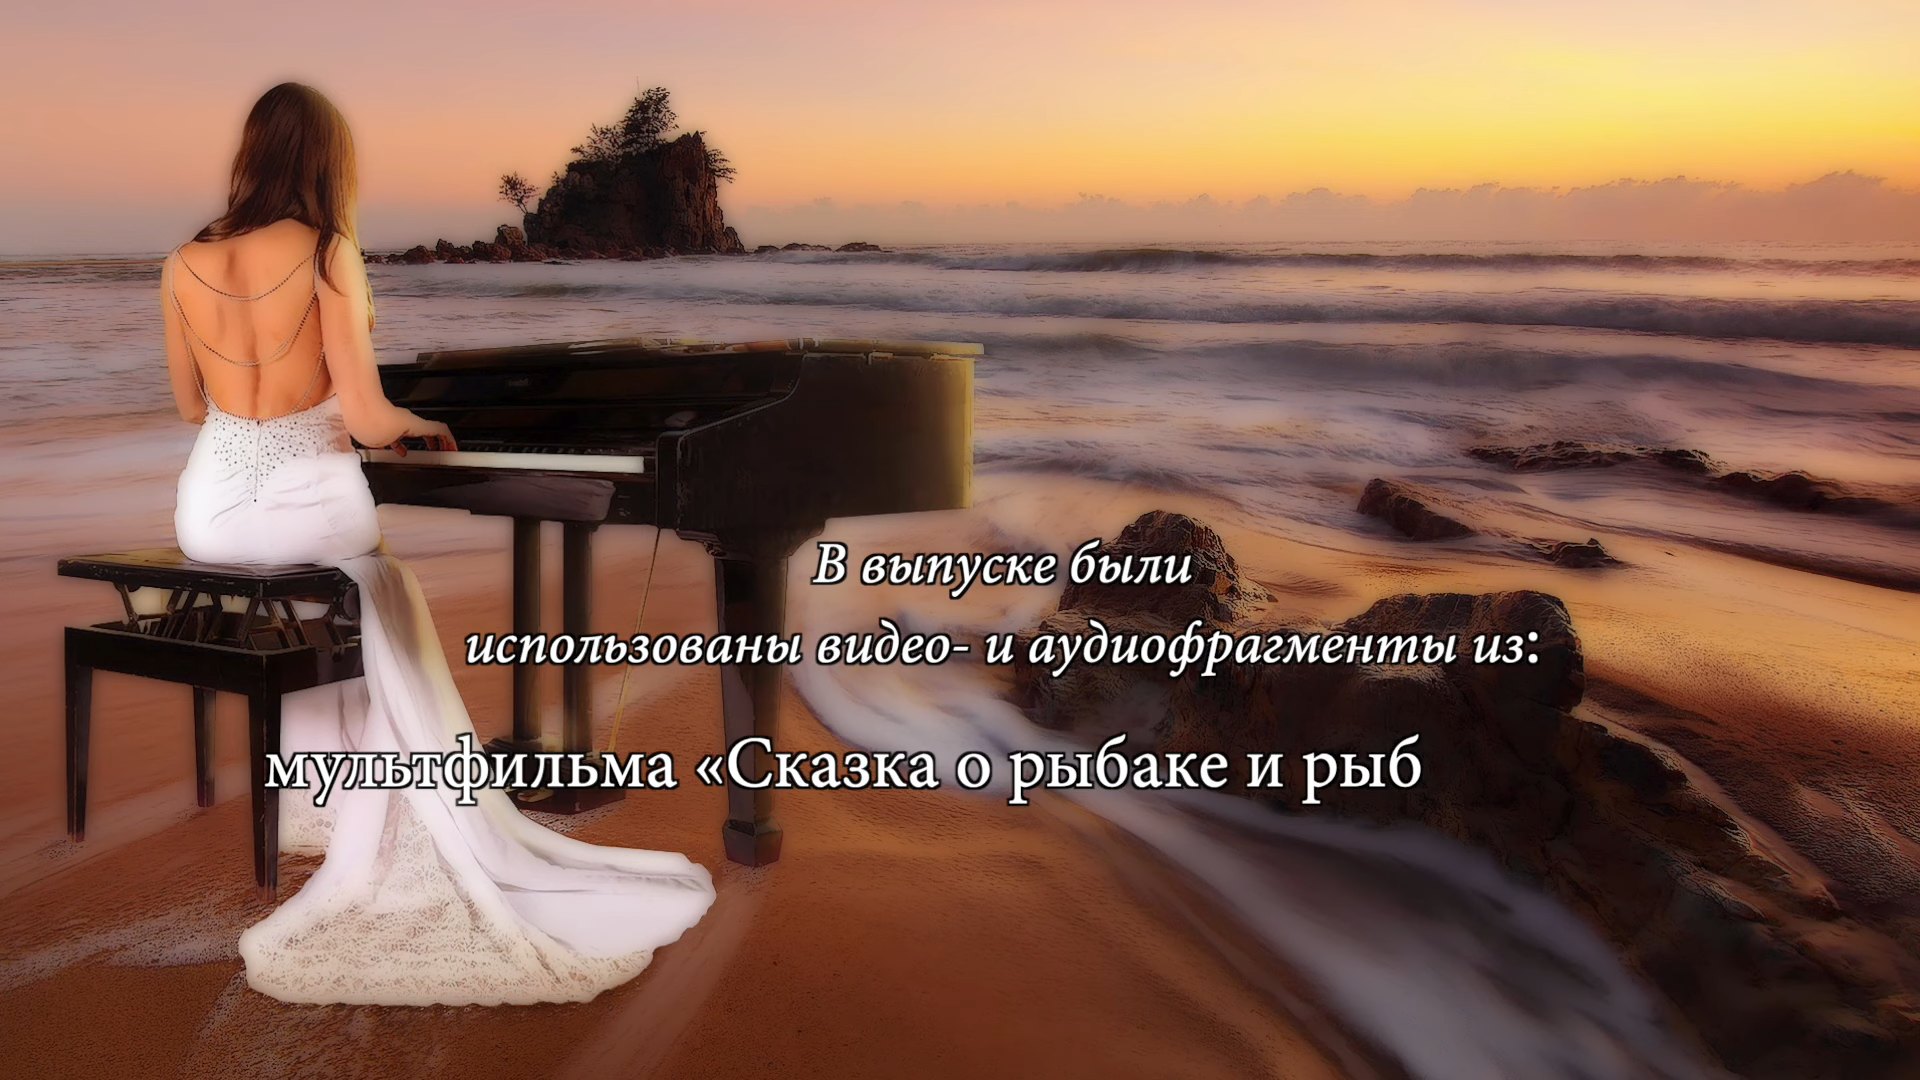 В выпуске были
использованы видео- и аудиофрагменты из:
мультфильма «Сказка о рыбаке и рыб